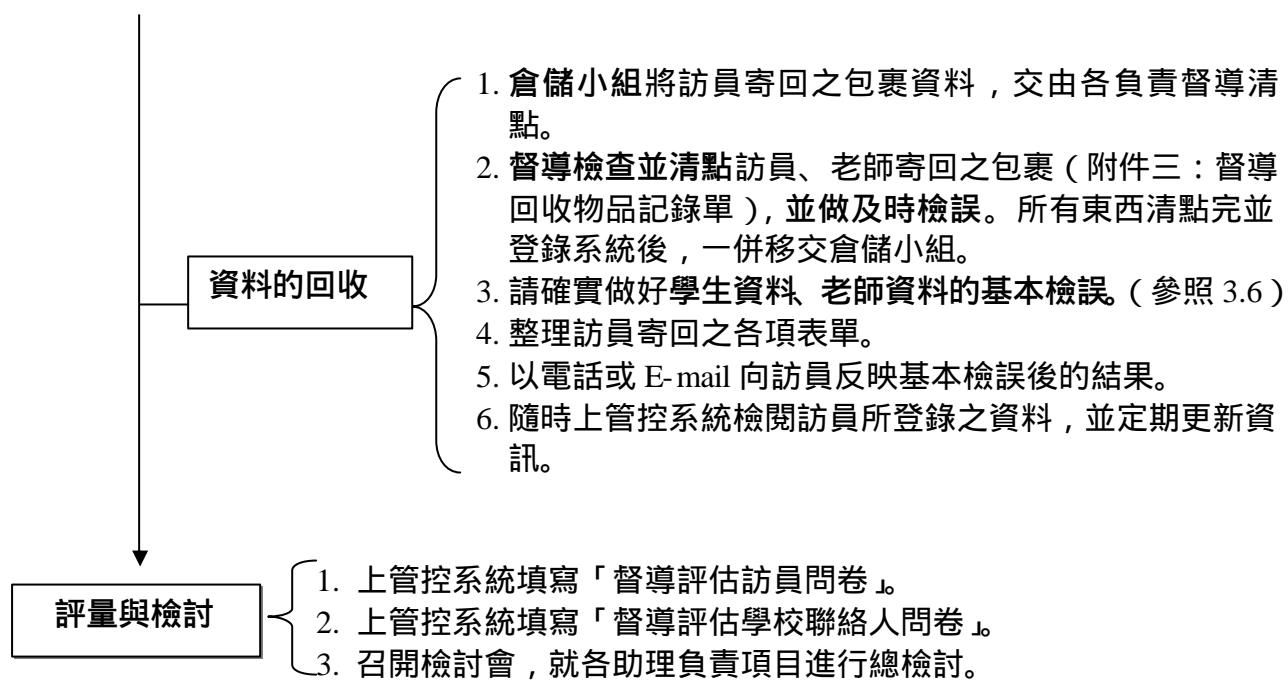 1. 倉儲小組將訪員寄回之包裹資料，交由各負責督導清
點。
2. 督導檢查並清點訪員、老師寄回之包裹（附件三：督導
回收物品記錄單），並做及時檢誤。所有東西清點完並
登錄系統後，一併移交倉儲小組。
資料的回收
3. 請確實做好學生資料、老師資料的基本檢誤。（參照 3.6）
4. 整理訪員寄回之各項表單。
5. 以電話或 E-mail 向訪員反映基本檢誤後的結果。
6. 隨時上管控系統檢閱訪員所登錄之資料，並定期更新資
訊。
評量與檢討
1. 上管控系統填寫「督導評估訪員問卷」。
2. 上管控系統填寫「督導評估學校聯絡人問卷」。
3. 召開檢討會，就各助理負責項目進行總檢討。